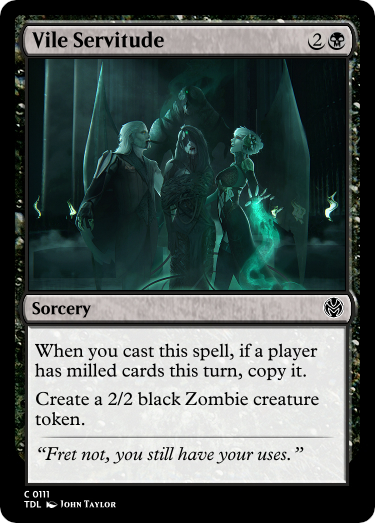 Vile Servitude 2
Sorcery
When you cast this spell, if a player
has milled cards this turn, copy it.
Create a 2/2 black Zombie creature
token.
“Fret not, you still have your uses.”
C 0111
TDL John Taylor